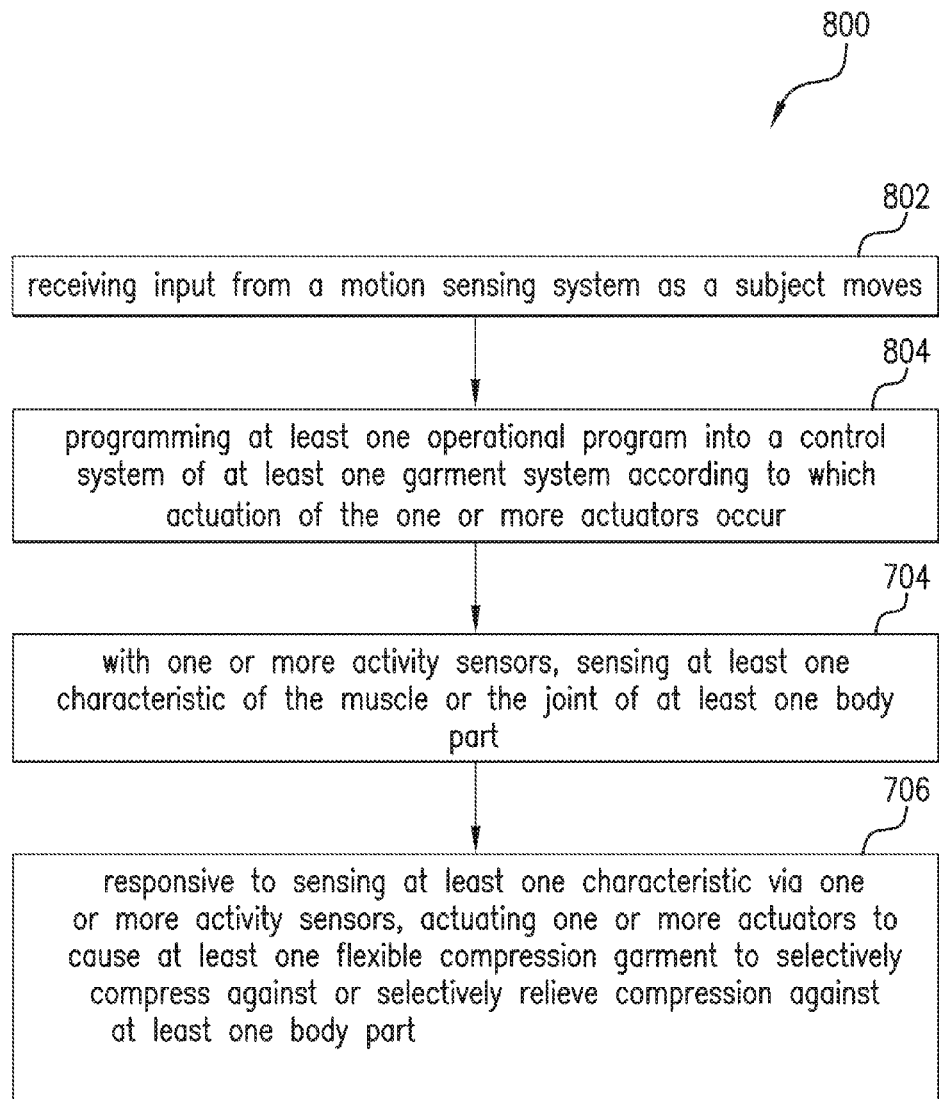 800
802
receiving input from a motion sensing system as a subject moves
804
programming at least one operational program into a control
system of at least one garment system according to which
actuation of the one or more actuators occur
704
with one or more activity sensors, sensing at least one
characteristic of the muscle or the joint of at least one body
part
706
responsive to sensing at least one characteristic via one
or more activity sensors, actuating one or more actuators to
cause at least one flexible compression garment to selectively
compress against or selectively relieve compression against
at least one body part